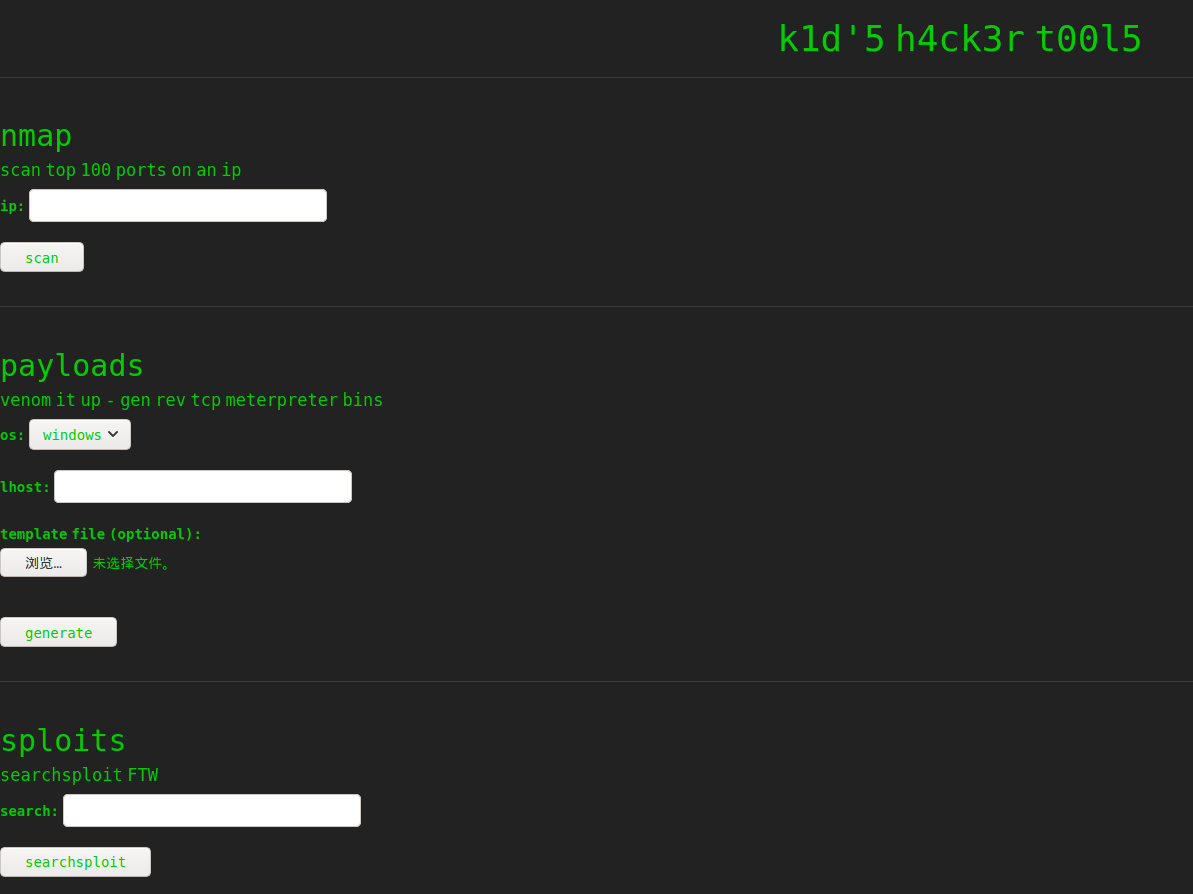 k1d'5 h4ck3r t00l5
nmap
scan top 100 ports on an ip
ip:
scan
payloads
venom it up - gen rev tcp meterpreter bins
os: windows
lhost:
template file (optional):
浏览… 未选择文件。
generate
sploits
searchsploit FTW
search:
searchsploit